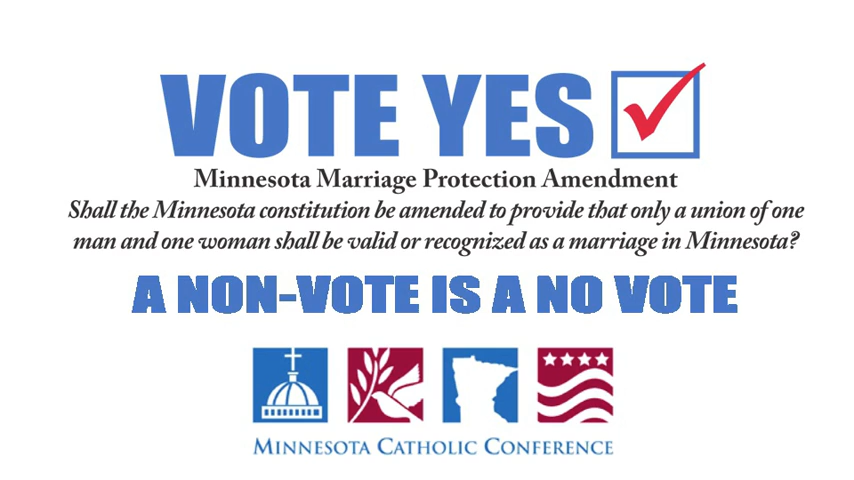 VOTE YES
Minnesota Marriage Protection Amendment
Shall the Minnesota constitution be amended to provide that only a union of one
man and one woman shall be valid or recognized as a marriage in Minnesota?
A NON-VOTE IS A NO VOTE
MINNESOTA CATHOLIC CONFERENCE